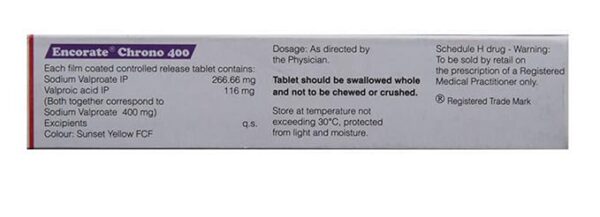 Encorate® Chrono 400
Each film coated controlled release tablet contains:
Sodium Valproate IP 266.66 mg
Valproic acid IP 116 mg
(Both together correspond to
Sodium Valproate 400 mg)
Excipients q.s.
Colour: Sunset Yellow FCF
Dosage: As directed by
the Physician.
Tablet should be swallowed whole
and not to be chewed or crushed.
Store at temperature not
exceeding 30°C, protected
from light and moisture.
Schedule H drug - Warning:
To be sold by retail on
the prescription of a Registered
Medical Practitioner only.
® Registered Trade Mark